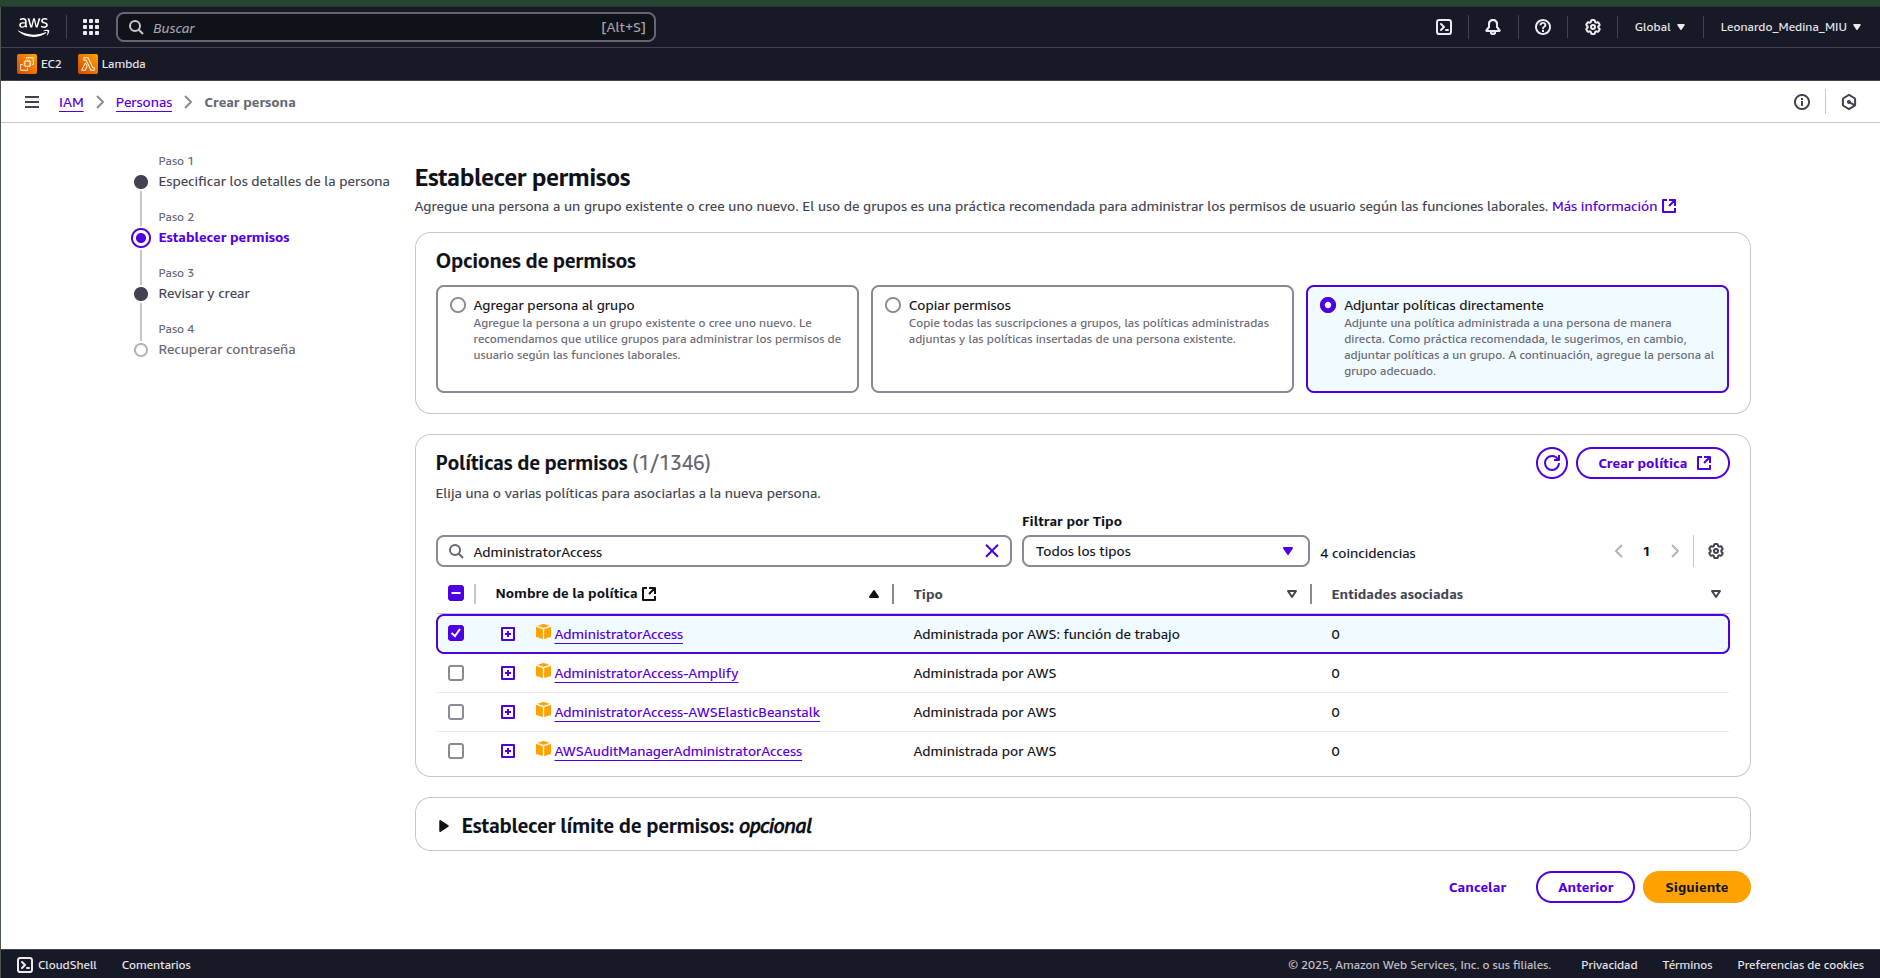 aws
Buscar [Alt+S]
Global
Leonardo_Medina_MIU
EC2
Lambda
IAM > Personas > Crear persona
Paso 1
Especificar los detalles de la persona
Paso 2
Establecer permisos
Paso 3
Revisar y crear
Paso 4
Recuperar contraseña
Establecer permisos
Agregue una persona a un grupo existente o cree uno nuevo. El uso de grupos es una práctica recomendada para administrar los permisos de usuario según las funciones laborales. Más información
Opciones de permisos
Agregar persona al grupo
Agregue la persona a un grupo existente o cree uno nuevo. Le
recomendamos que utilice grupos para administrar los permisos de
usuario según las funciones laborales.
Copiar permisos
Copie todas las suscripciones a grupos, las políticas administradas
adjuntas y las políticas insertadas de una persona existente.
Adjuntar políticas directamente
Adjunte una política administrada a una persona de manera
directa. Como práctica recomendada, le sugerimos, en cambio,
adjuntar políticas a un grupo. A continuación, agregue la persona al
grupo adecuado.
Políticas de permisos (1/1346)
Crear política
Elija una o varias políticas para asociarlas a la nueva persona.
Filtrar por Tipo
AdministratorAccess
Todos los tipos
4 coincidencias
1
Nombre de la política
Tipo
Entidades asociadas
AdministratorAccess
Administrada por AWS: función de trabajo
0
AdministratorAccess-Amplify
Administrada por AWS
0
AdministratorAccess-AWSElasticBeanstalk
Administrada por AWS
0
AWSAuditManagerAdministratorAccess
Administrada por AWS
0
Establecer límite de permisos: opcional
Cancelar
Anterior
Siguiente
CloudShell
Comentarios
© 2025, Amazon Web Services, Inc. o sus filiales.
Privacidad
Términos
Preferencias de cookies